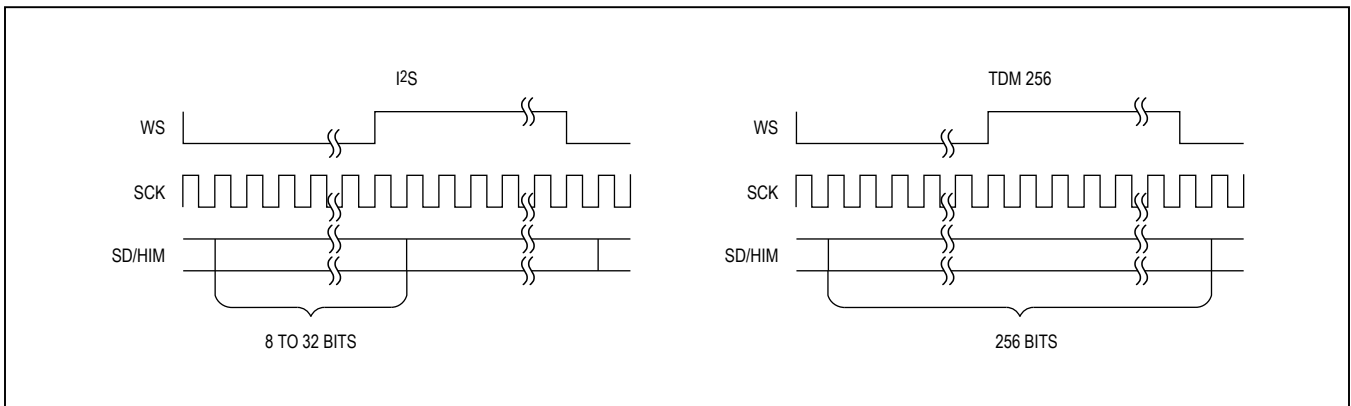 I²S
WS
SCK
SD/HIM
8 TO 32 BITS
TDM 256
WS
SCK
SD/HIM
256 BITS